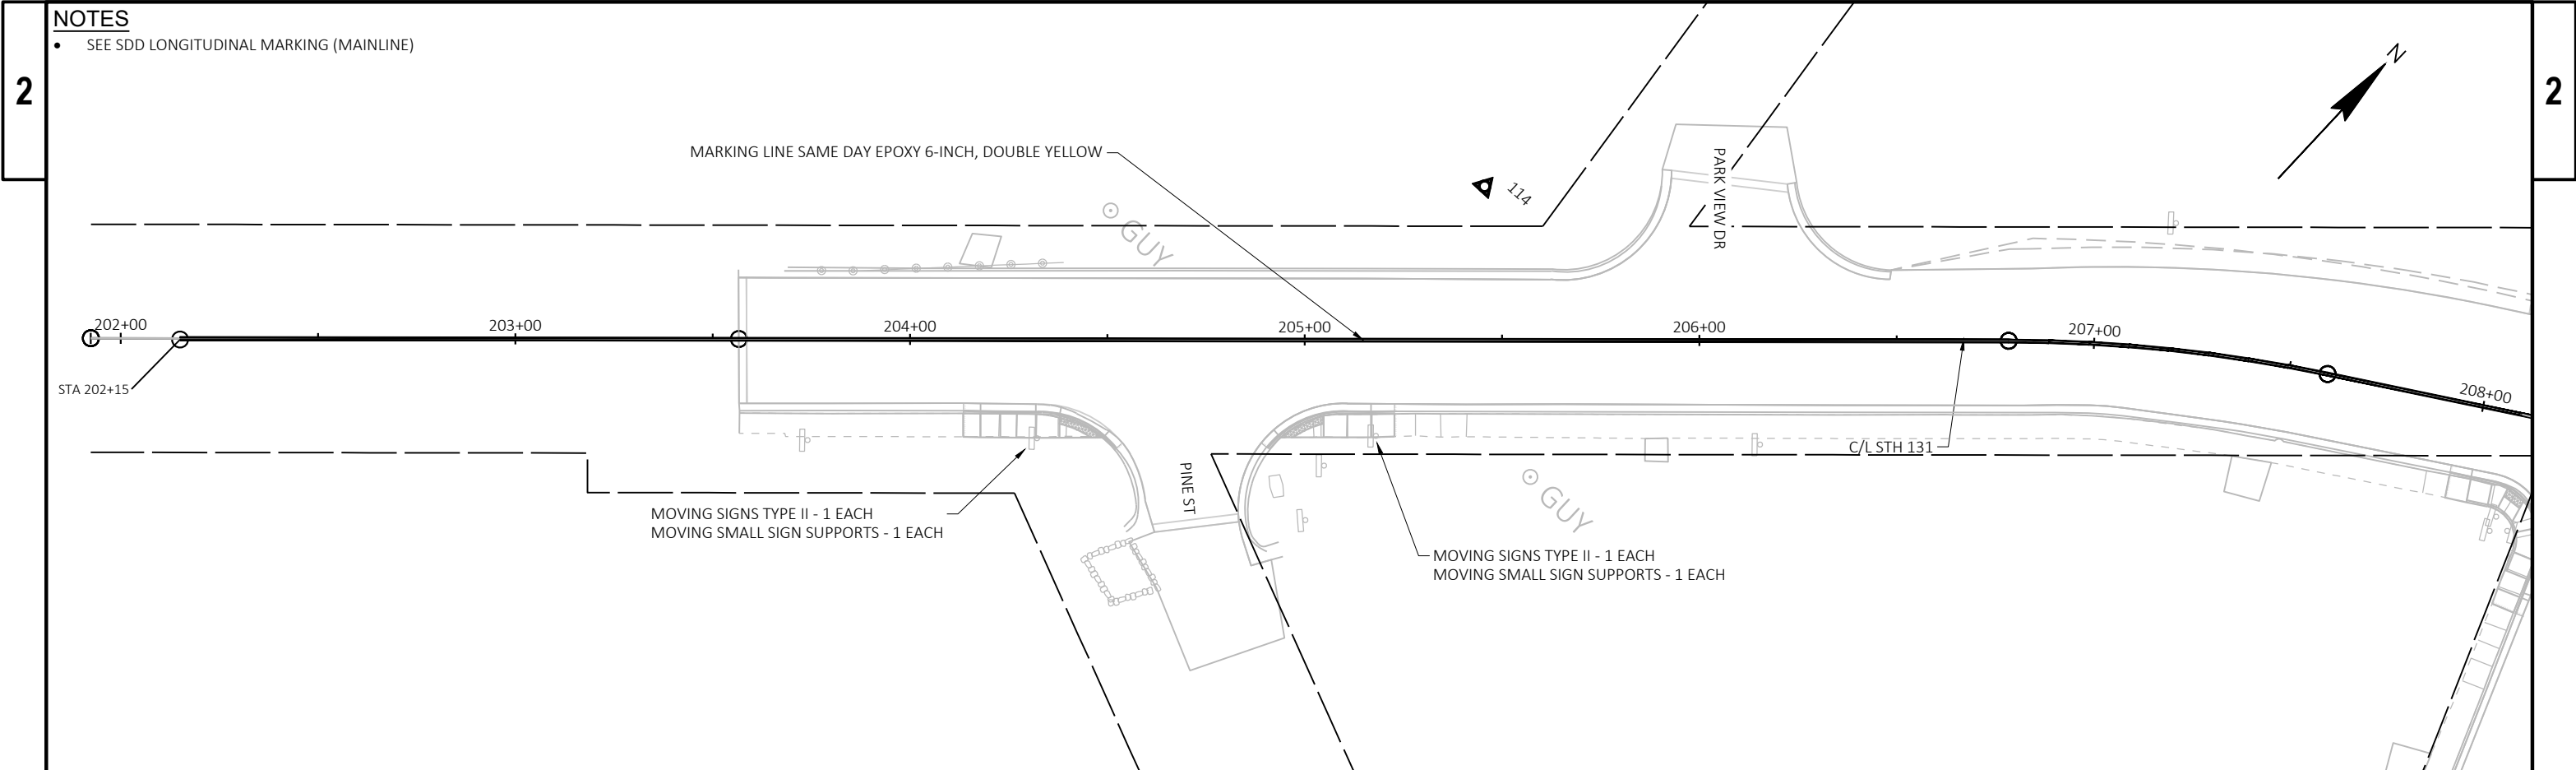 NOTES
• SEE SDD LONGITUDINAL MARKING (MAINLINE)
2
2
N
MARKING LINE SAME DAY EPOXY 6-INCH, DOUBLE YELLOW
114
PARK VIEW DR
GUY
202+00
203+00
204+00
205+00
206+00
207+00
208+00
STA 202+15
C/L STH 131
PINE ST
GUY
MOVING SIGNS TYPE II - 1 EACH
MOVING SMALL SIGN SUPPORTS - 1 EACH
MOVING SIGNS TYPE II - 1 EACH
MOVING SMALL SIGN SUPPORTS - 1 EACH